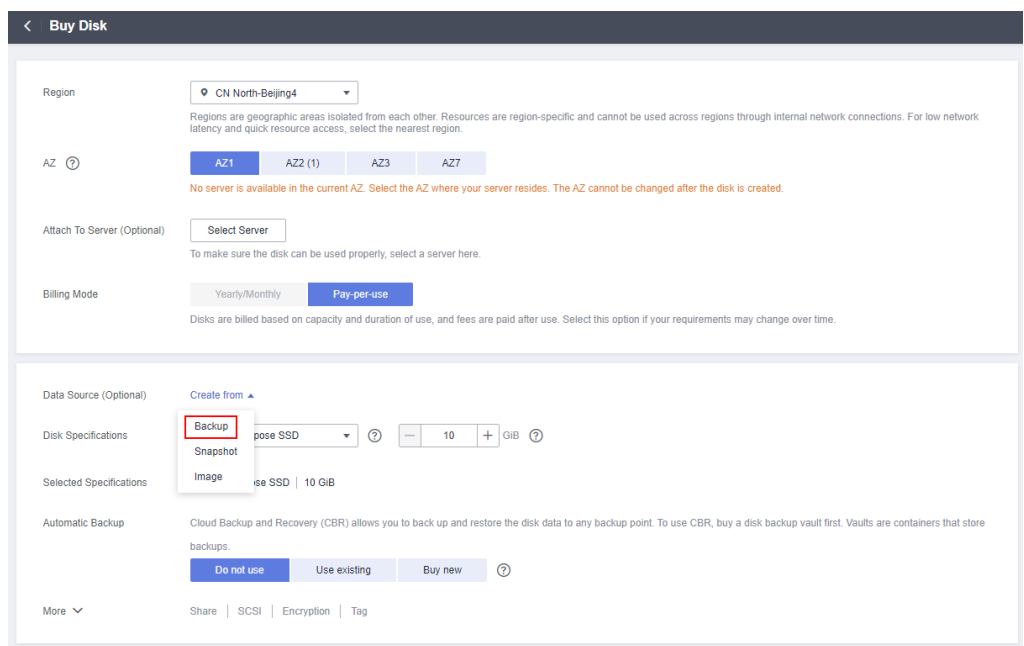 Buy Disk
Region
CN North-Beijing4
Regions are geographic areas isolated from each other. Resources are region-specific and cannot be used across regions through internal network connections. For low network
latency and quick resource access, select the nearest region.
AZ ?
AZ1 AZ2 (1) AZ3 AZ7
No server is available in the current AZ. Select the AZ where your server resides. The AZ cannot be changed after the disk is created.
Attach To Server (Optional) Select Server
To make sure the disk can be used properly, select a server here.
Billing Mode Yearly/Monthly Pay-per-use
Disks are billed based on capacity and duration of use, and fees are paid after use. Select this option if your requirements may change over time.
Data Source (Optional) Create from
Backup
Snapshot
Image
Disk Specifications pose SSD ? − 10 + GiB ?
Selected Specifications se SSD | 10 GiB
Automatic Backup Cloud Backup and Recovery (CBR) allows you to back up and restore the disk data to any backup point. To use CBR, buy a disk backup vault first. Vaults are containers that store
backups.
Do not use Use existing Buy new ?
More Share | SCSI | Encryption | Tag